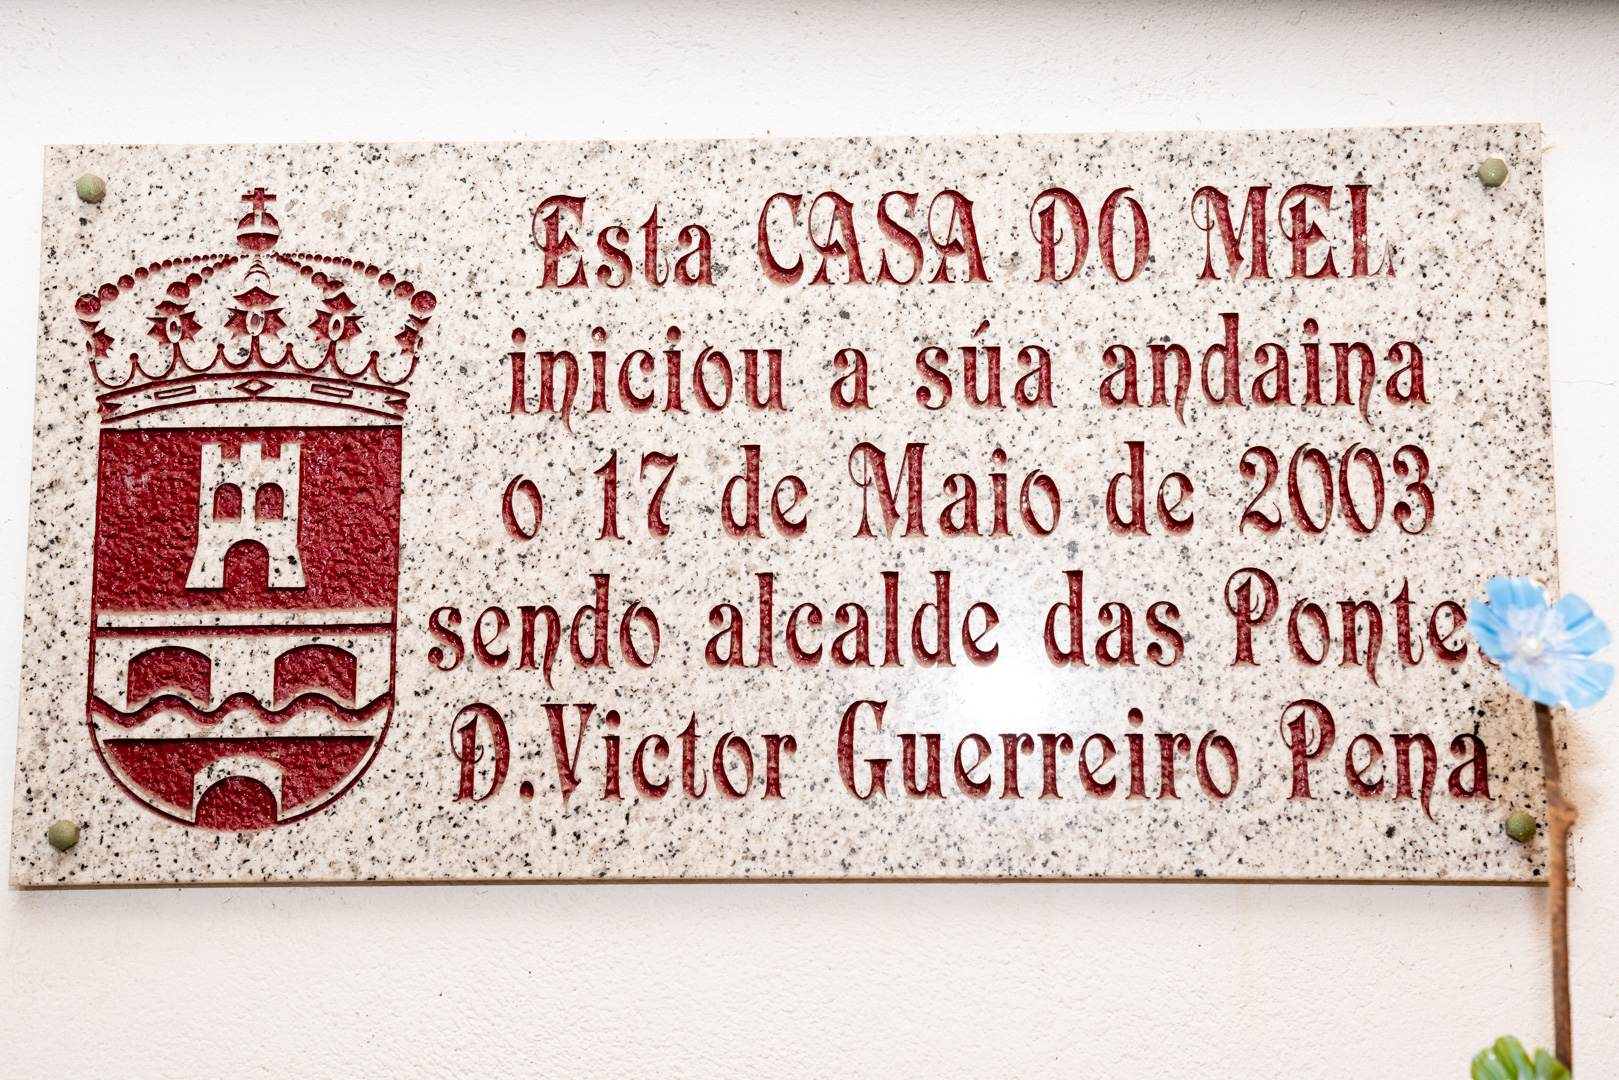 Esta CASA DO MEL
iniciou a súa andaina
o 17 de Maio de 2003
sendo alcalde das Pontes
D.Victor Guerreiro Pena